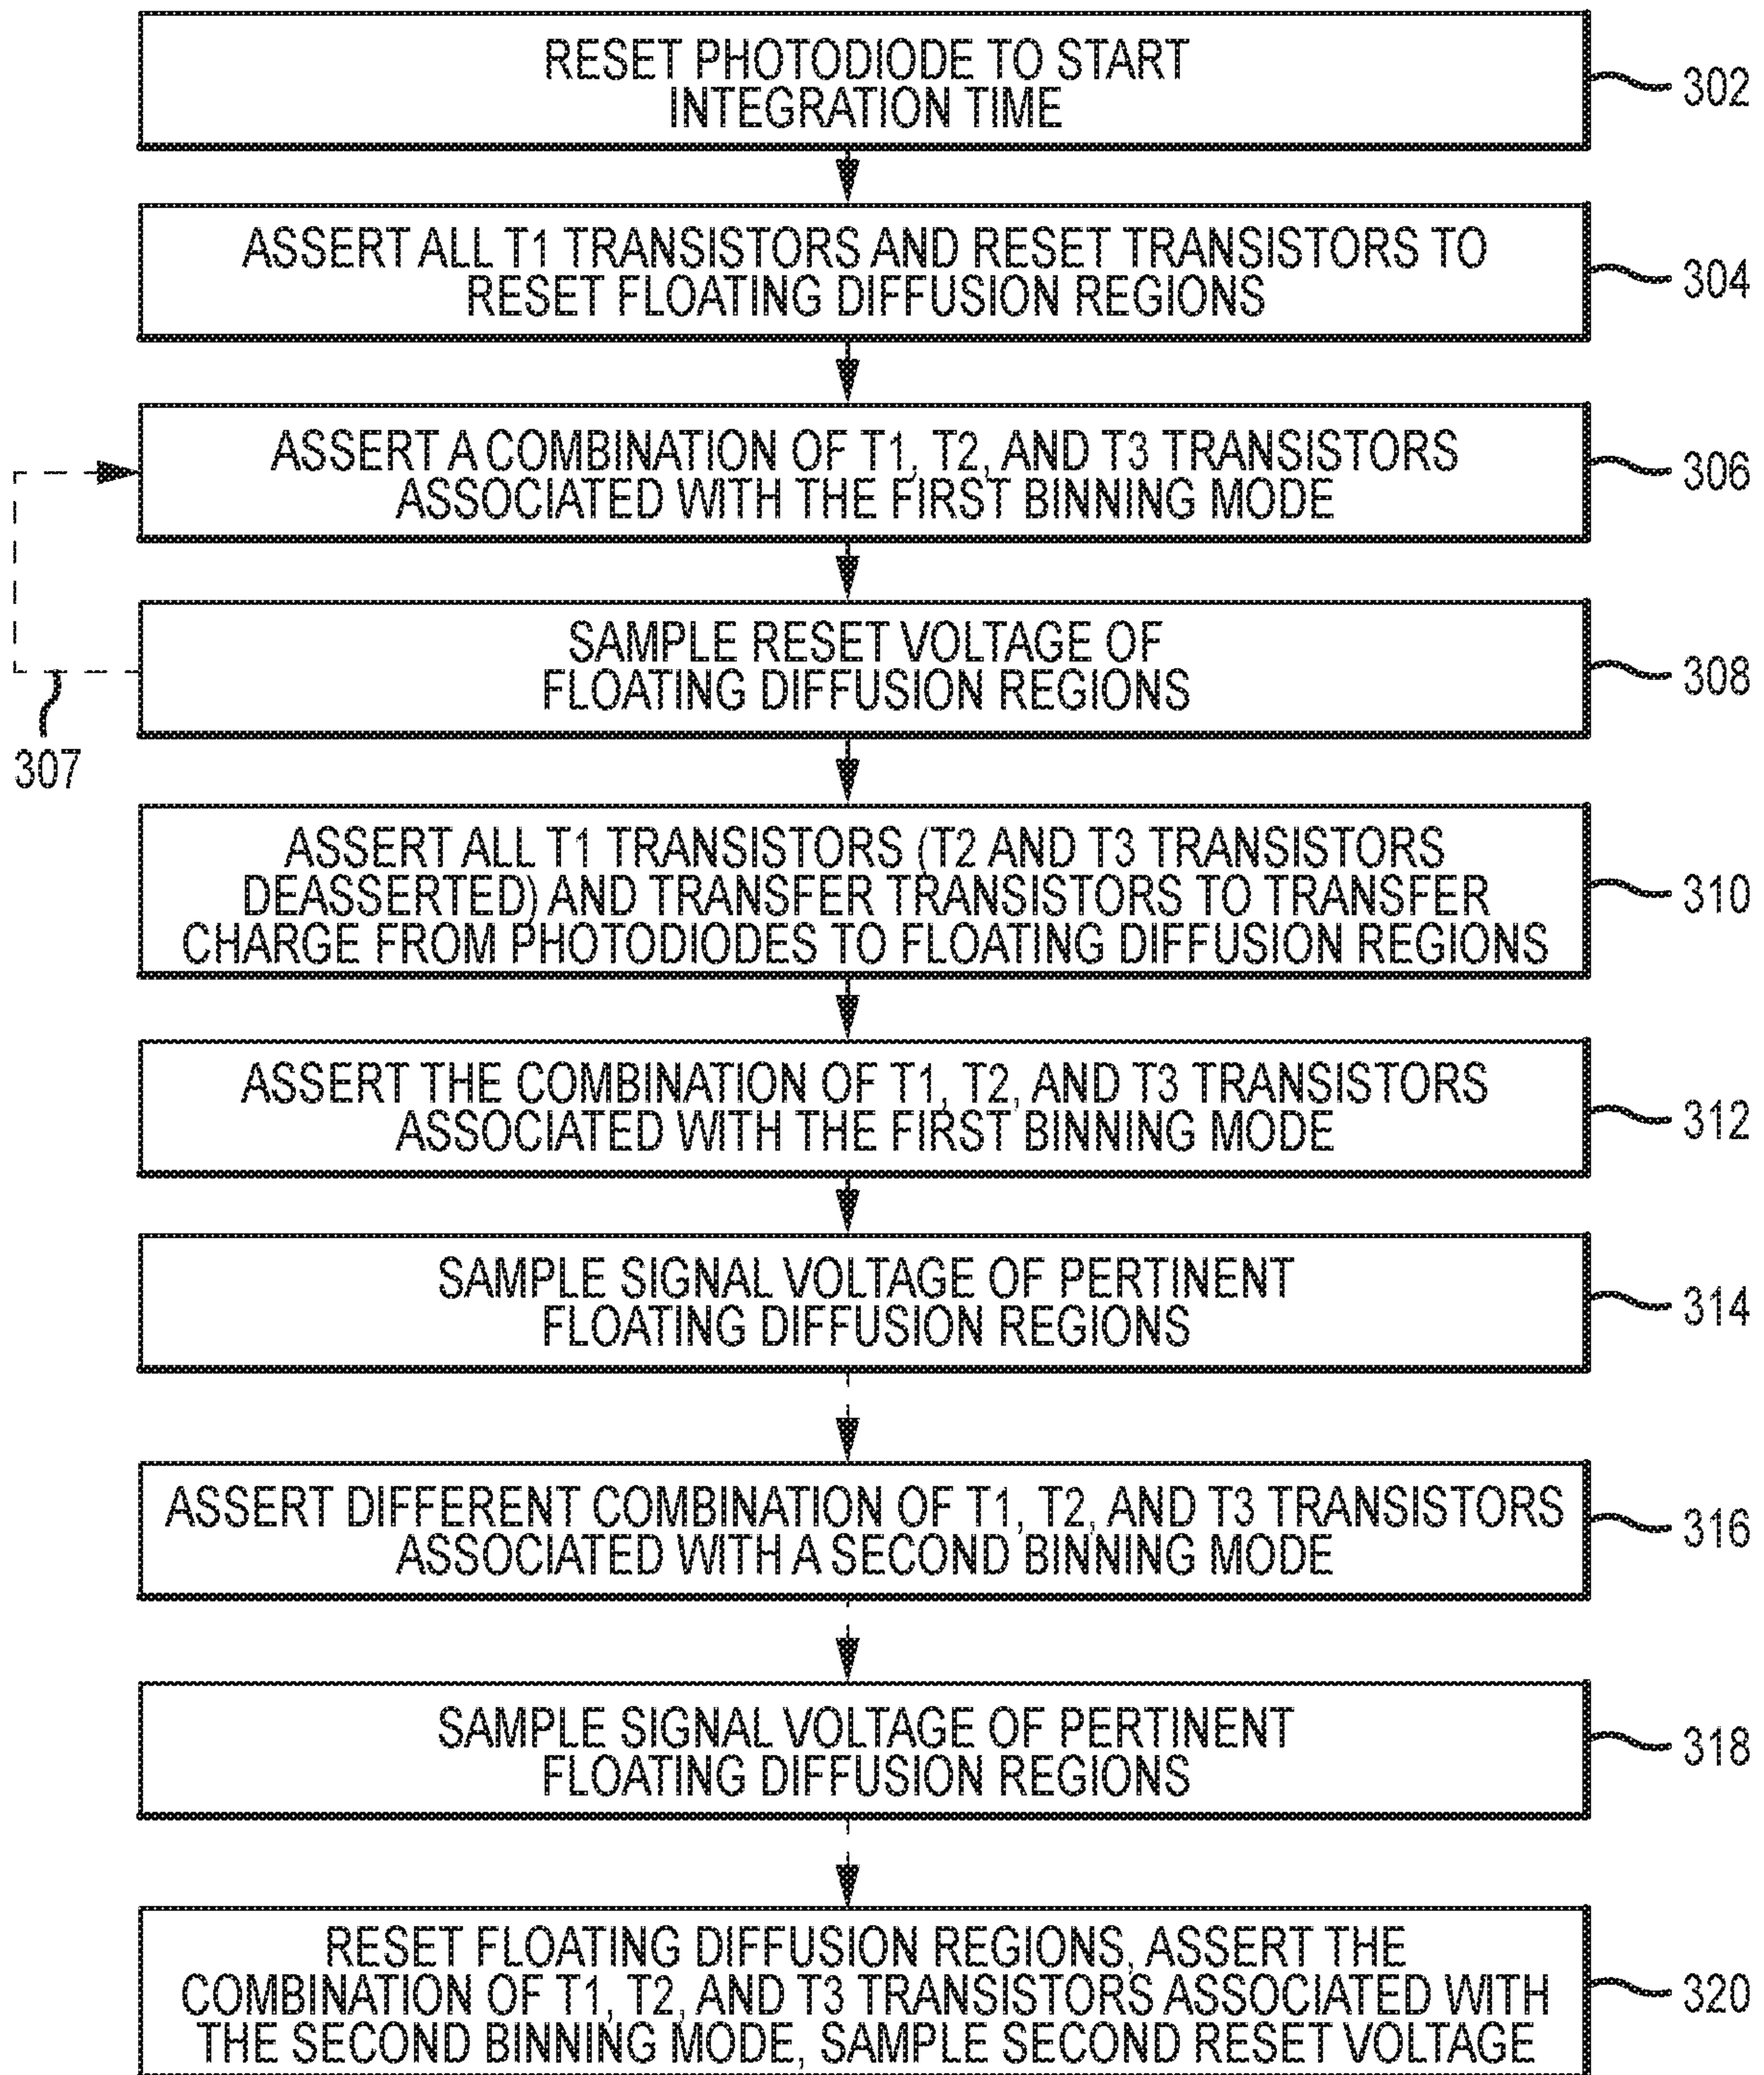 RESET PHOTODIODE TO START
INTEGRATION TIME
302
ASSERT ALL T1 TRANSISTORS AND RESET TRANSISTORS TO
RESET FLOATING DIFFUSION REGIONS
304
ASSERT A COMBINATION OF T1, T2, AND T3 TRANSISTORS
ASSOCIATED WITH THE FIRST BINNING MODE
306
SAMPLE RESET VOLTAGE OF
FLOATING DIFFUSION REGIONS
308
307
ASSERT ALL T1 TRANSISTORS (T2 AND T3 TRANSISTORS
DEASSERTED) AND TRANSFER TRANSISTORS TO TRANSFER
CHARGE FROM PHOTODIODES TO FLOATING DIFFUSION REGIONS
310
ASSERT THE COMBINATION OF T1, T2, AND T3 TRANSISTORS
ASSOCIATED WITH THE FIRST BINNING MODE
312
SAMPLE SIGNAL VOLTAGE OF PERTINENT
FLOATING DIFFUSION REGIONS
314
ASSERT DIFFERENT COMBINATION OF T1, T2, AND T3 TRANSISTORS
ASSOCIATED WITH A SECOND BINNING MODE
316
SAMPLE SIGNAL VOLTAGE OF PERTINENT
FLOATING DIFFUSION REGIONS
318
RESET FLOATING DIFFUSION REGIONS, ASSERT THE
COMBINATION OF T1, T2, AND T3 TRANSISTORS ASSOCIATED WITH
THE SECOND BINNING MODE, SAMPLE SECOND RESET VOLTAGE
320